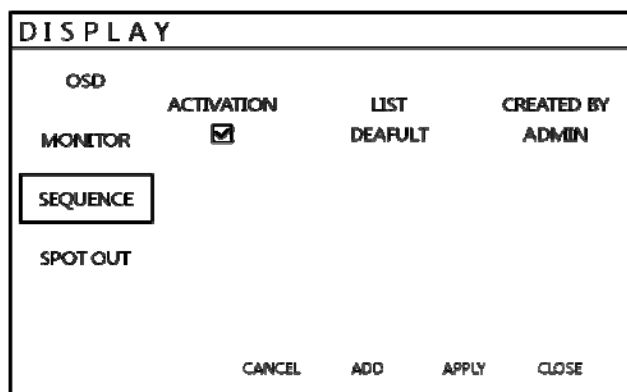 DISPLAY
OSD
ACTIVATION LIST CREATED BY
MONITOR DEAFULT ADMIN
SEQUENCE
SPOT OUT
CANCEL ADD APPLY CLOSE